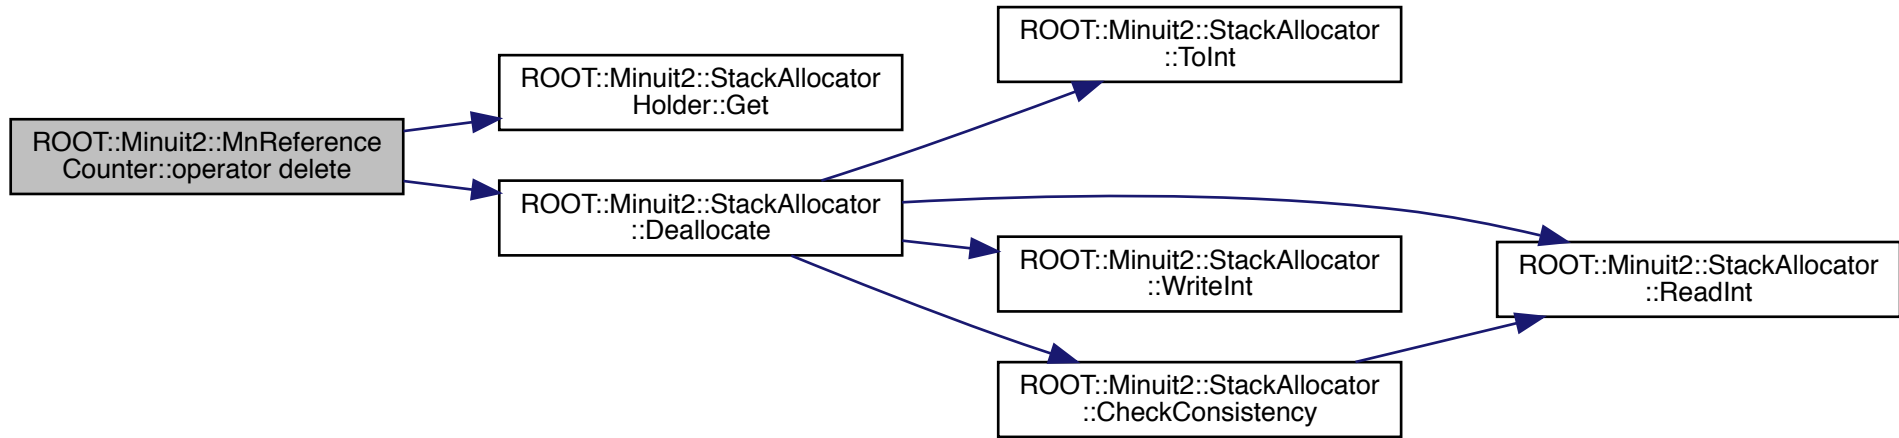 ROOT::Minuit2::MnReference
Counter::operator delete
ROOT::Minuit2::StackAllocator
Holder::Get
ROOT::Minuit2::StackAllocator
::Deallocate
ROOT::Minuit2::StackAllocator
::ToInt
ROOT::Minuit2::StackAllocator
::WriteInt
ROOT::Minuit2::StackAllocator
::CheckConsistency
ROOT::Minuit2::StackAllocator
::ReadInt